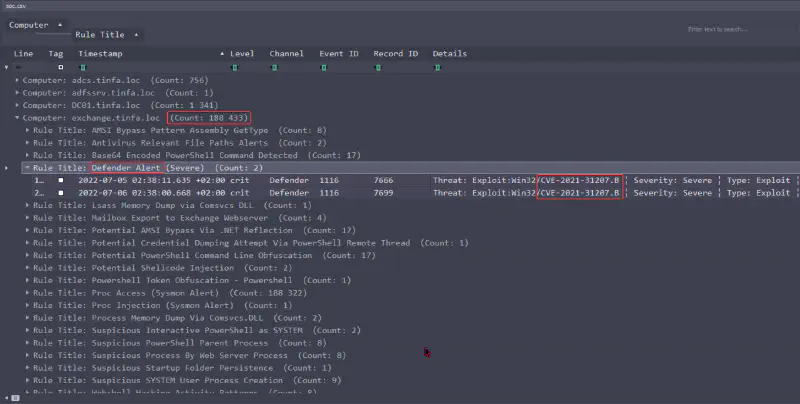 soc.csv
Computer
Rule Title
Enter text to search...
Line Tag Timestamp Level Channel Event ID Record ID Details
Computer: adcs.tinfa.loc (Count: 756)
Computer: adfssrv.tinfa.loc (Count: 1)
Computer: DC01.tinfa.loc (Count: 1 341)
Computer: exchange.tinfa.loc (Count: 180 433)
Rule Title: AMSI Bypass Pattern Assembly GetType (Count: 8)
Rule Title: Antivirus Relevant File Paths Alerts (Count: 2)
Rule Title: Base64 Encoded PowerShell Command Detected (Count: 17)
Rule Title: Defender Alert (Severe) (Count: 2)
1... 2022-07-05 02:38:11.635 +02:00 crit Defender 1116 7666 Threat: Exploit:Win32/CVE-2021-31207.B ¦ Severity: Severe ¦ Type: Exploit ¦
2... 2022-07-06 02:38:00.668 +02:00 crit Defender 1116 7699 Threat: Exploit:Win32/CVE-2021-31207.B ¦ Severity: Severe ¦ Type: Exploit ¦
Rule Title: Lsass Memory Dump via Comsvcs DLL (Count: 2)
Rule Title: Mailbox Export to Exchange Webserver (Count: 4)
Rule Title: Potential AMSI Bypass Via .NET Reflection (Count: 17)
Rule Title: Potential Credential Dumping Attempt Via PowerShell Remote Thread (Count: 1)
Rule Title: Potential PowerShell Command Line Obfuscation (Count: 17)
Rule Title: Potential Shellcode Injection (Count: 2)
Rule Title: Powershell Token Obfuscation - Powershell (Count: 1)
Rule Title: Proc Access (Sysmon Alert) (Count: 188 322)
Rule Title: Proc Injection (Sysmon Alert) (Count: 1)
Rule Title: Process Memory Dump Via Comsvcs.DLL (Count: 2)
Rule Title: Suspicious Interactive PowerShell as SYSTEM (Count: 2)
Rule Title: Suspicious PowerShell Parent Process (Count: 8)
Rule Title: Suspicious Process By Web Server Process (Count: 8)
Rule Title: Suspicious Startup Folder Persistence (Count: 1)
Rule Title: Suspicious SYSTEM User Process Creation (Count: 9)
Rule Title: Webshell Hacking Activity Patterns (Count: 8)